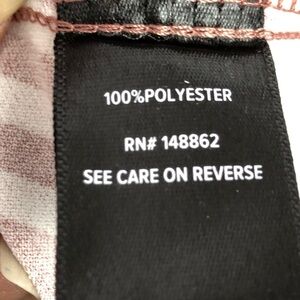 100%POLYESTER
RN# 148862
SEE CARE ON REVERSE